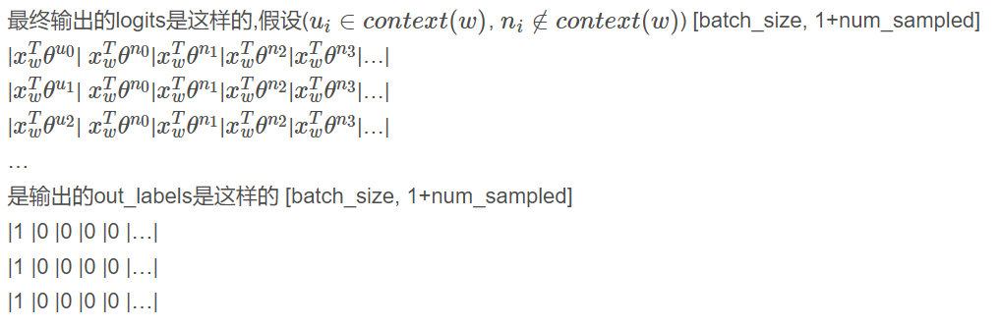 最终输出的logits是这样的,假设($u_i \in context(w)$, $n_i \notin context(w)$) [batch_size, 1+num_sampled]
|$x_w^T\theta^{u_0}$| $x_w^T\theta^{n_0}$|$x_w^T\theta^{n_1}$|$x_w^T\theta^{n_2}$|$x_w^T\theta^{n_3}$|…|
|$x_w^T\theta^{u_1}$| $x_w^T\theta^{n_0}$|$x_w^T\theta^{n_1}$|$x_w^T\theta^{n_2}$|$x_w^T\theta^{n_3}$|…|
|$x_w^T\theta^{u_2}$| $x_w^T\theta^{n_0}$|$x_w^T\theta^{n_1}$|$x_w^T\theta^{n_2}$|$x_w^T\theta^{n_3}$|…|
…
是输出的out_labels是这样的 [batch_size, 1+num_sampled]
|1 |0 |0 |0 |0 |…|
|1 |0 |0 |0 |0 |…|
|1 |0 |0 |0 |0 |…|